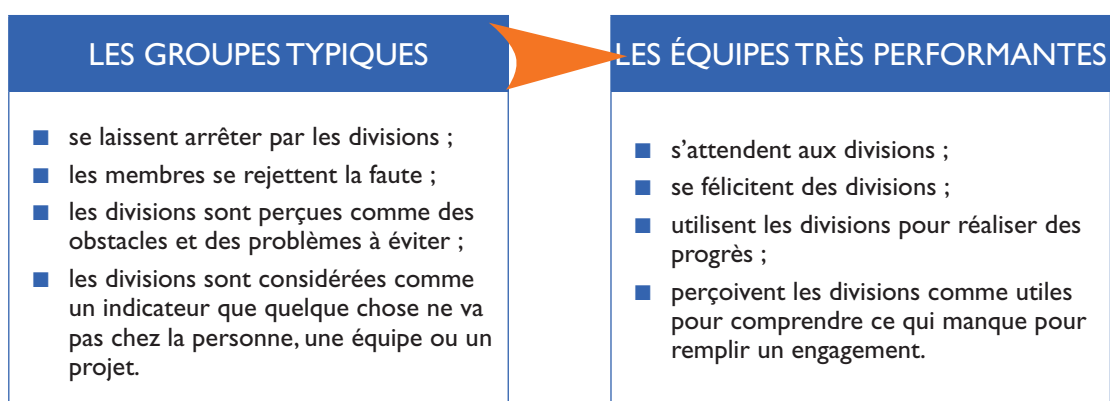 LES GROUPES TYPIQUES
■ se laissent arrêter par les divisions ;
■ les membres se rejettent la faute ;
■ les divisions sont perçues comme des
obstacles et des problèmes à éviter ;
■ les divisions sont considérées comme
un indicateur que quelque chose ne va
pas chez la personne, une équipe ou un
projet.
LES ÉQUIPES TRÈS PERFORMANTES
■ s’attendent aux divisions ;
■ se félicitent des divisions ;
■ utilisent les divisions pour réaliser des
progrès ;
■ perçoivent les divisions comme utiles
pour comprendre ce qui manque pour
remplir un engagement.